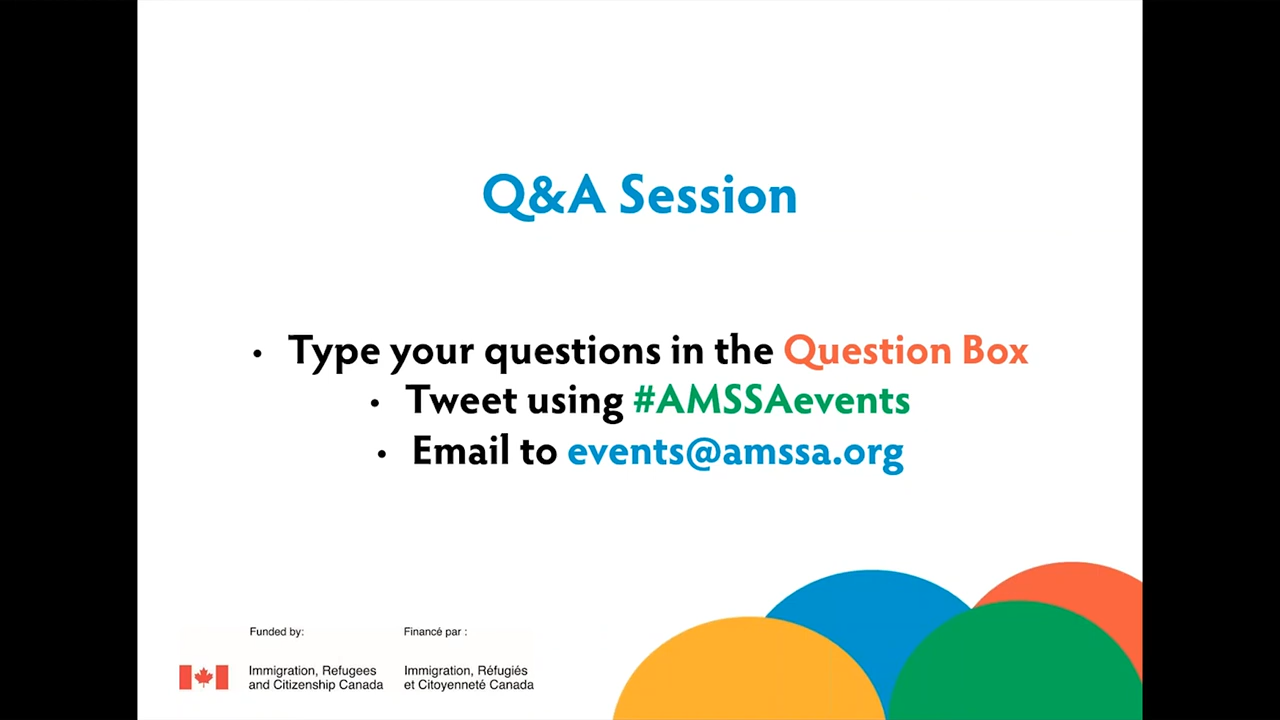 Q&A Session
• Type your questions in the Question Box
• Tweet using #AMSSAevents
• Email to events@amssa.org
Funded by:
Immigration, Refugees
and Citizenship Canada
Financé par :
Immigration, Réfugiés
et Citoyenneté Canada